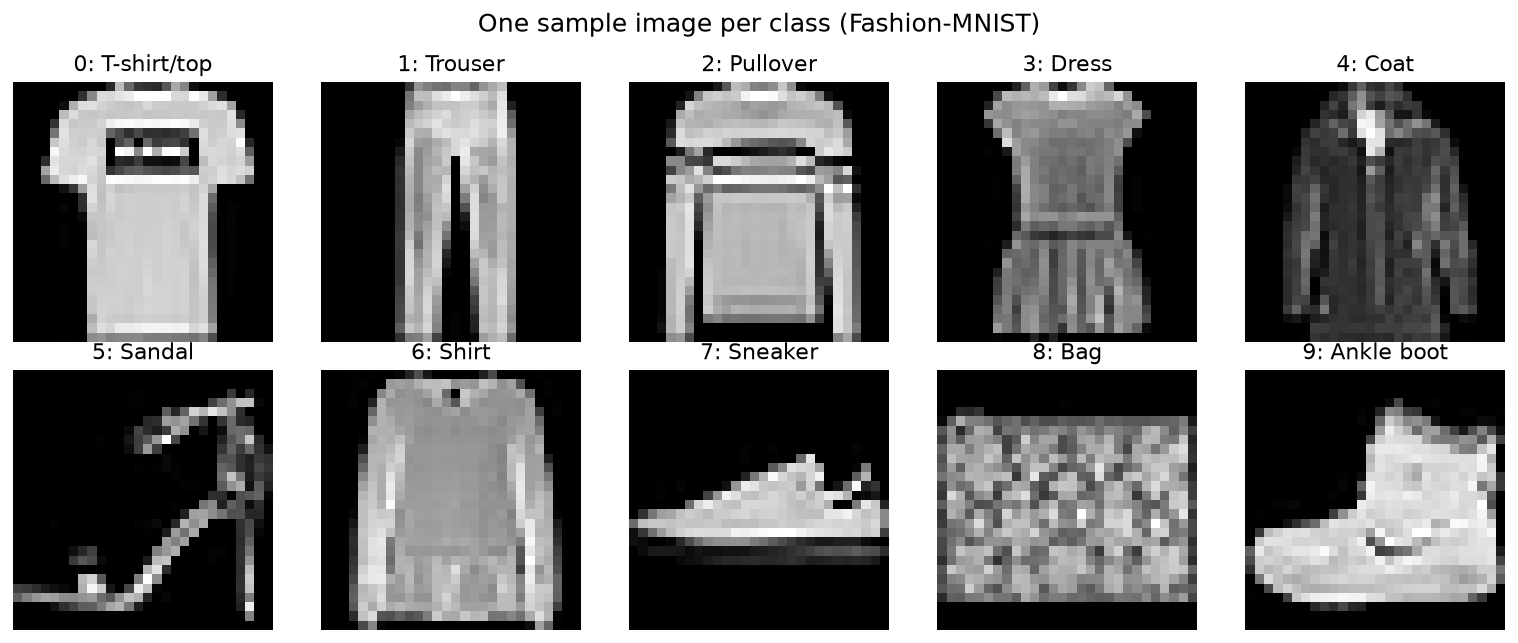 One sample image per class (Fashion-MNIST)
0: T-shirt/top
1: Trouser
2: Pullover
3: Dress
4: Coat
5: Sandal
6: Shirt
7: Sneaker
8: Bag
9: Ankle boot